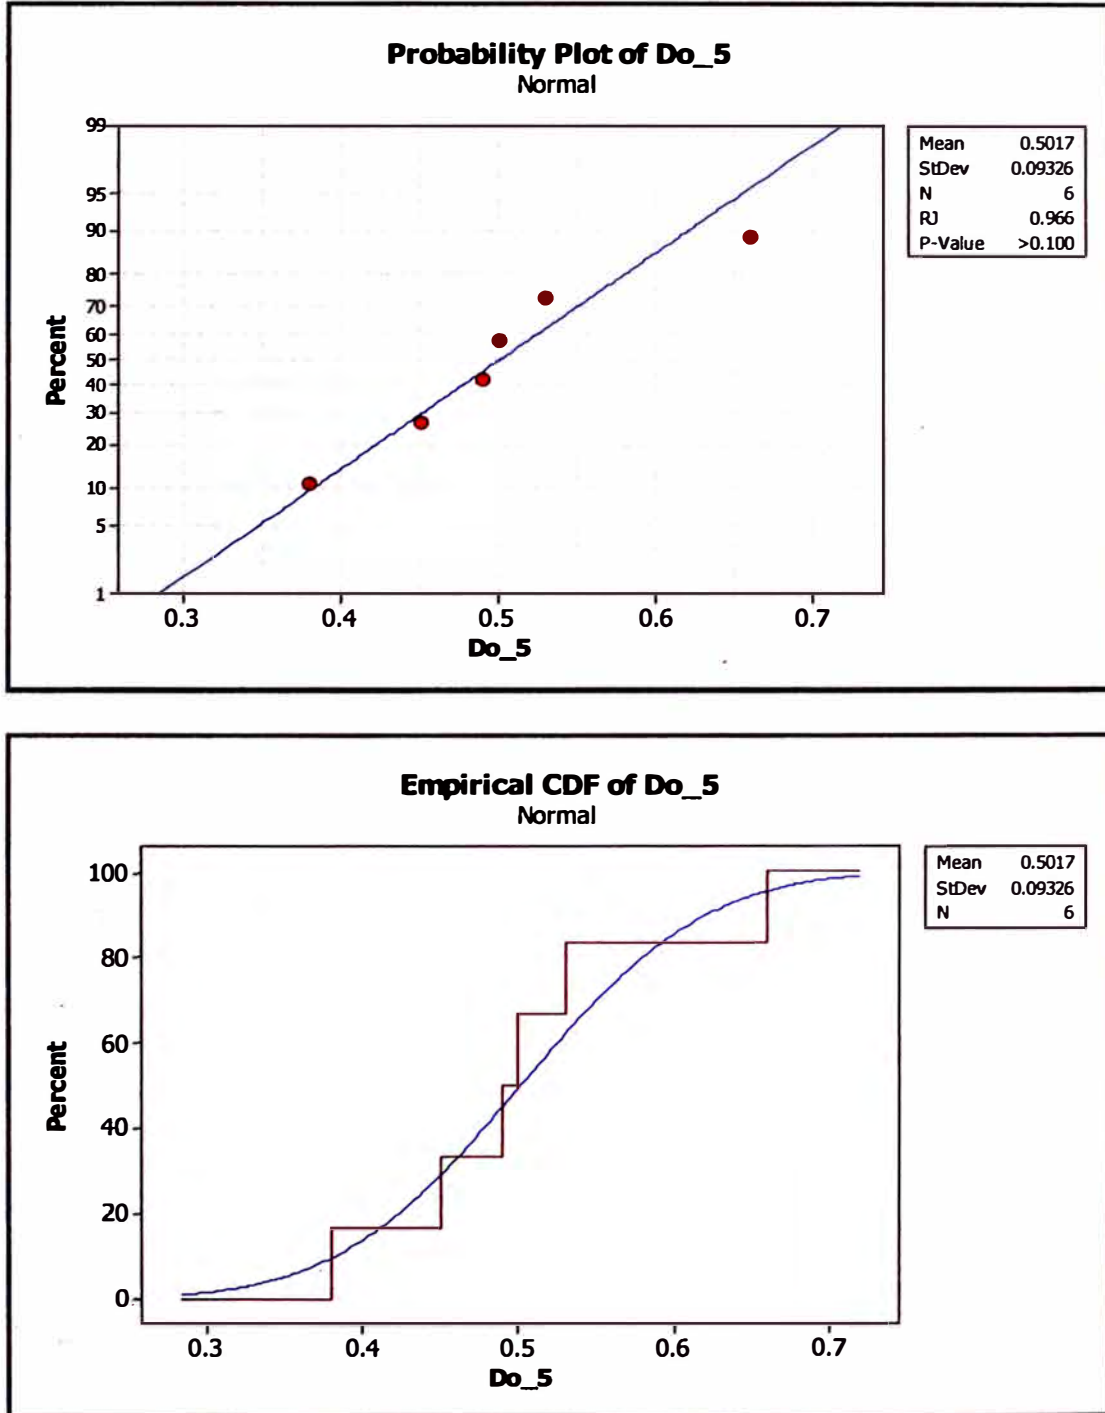 Probability Plot of Do_5
Normal
99
95
90
80
70
60
50
40
30
20
10
5
1
Percent
0.3 0.4 0.5 0.6 0.7
Do_5
Mean 0.5017
StDev 0.09326
N 6
RJ 0.966
P-Value >0.100
Empirical CDF of Do_5
Normal
100
80
60
40
20
0
Percent
0.3 0.4 0.5 0.6 0.7
Do_5
Mean 0.5017
StDev 0.09326
N 6